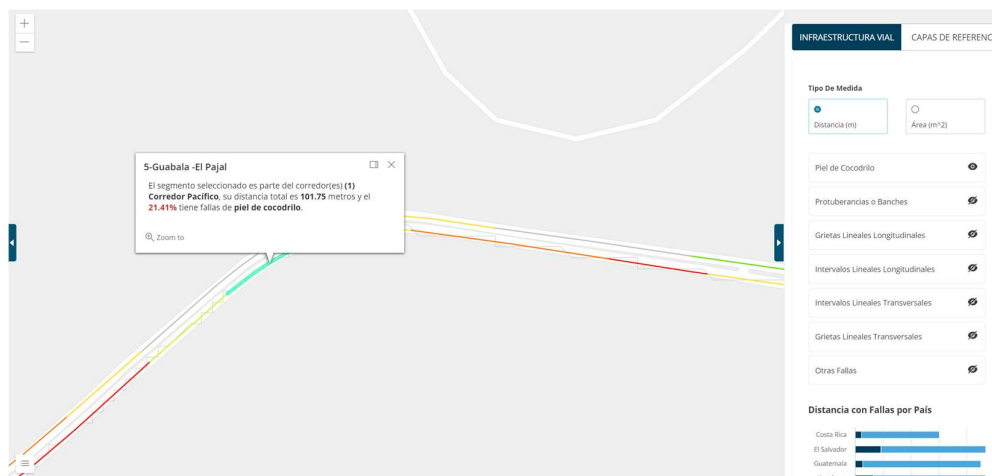 INFRAESTRUCTURA VIAL
CAPAS DE REFERENC
Tipo De Medida
Distancia (m)
Área (m^2)
5-Guabala -El Pajal
El segmento seleccionado es parte del corredor(es) (1)
Corredor Pacífico, su distancia total es 101.75 metros y el
21.41% tiene fallas de piel de cocodrilo.
Zoom to
Piel de Cocodrilo
Protuberancias o Banches
Grietas Lineales Longitudinales
Intervalos Lineales Longitudinales
Intervalos Lineales Transversales
Grietas Lineales Transversales
Otras Fallas
Distancia con Fallas por País
Costa Rica
El Salvador
Guatemala